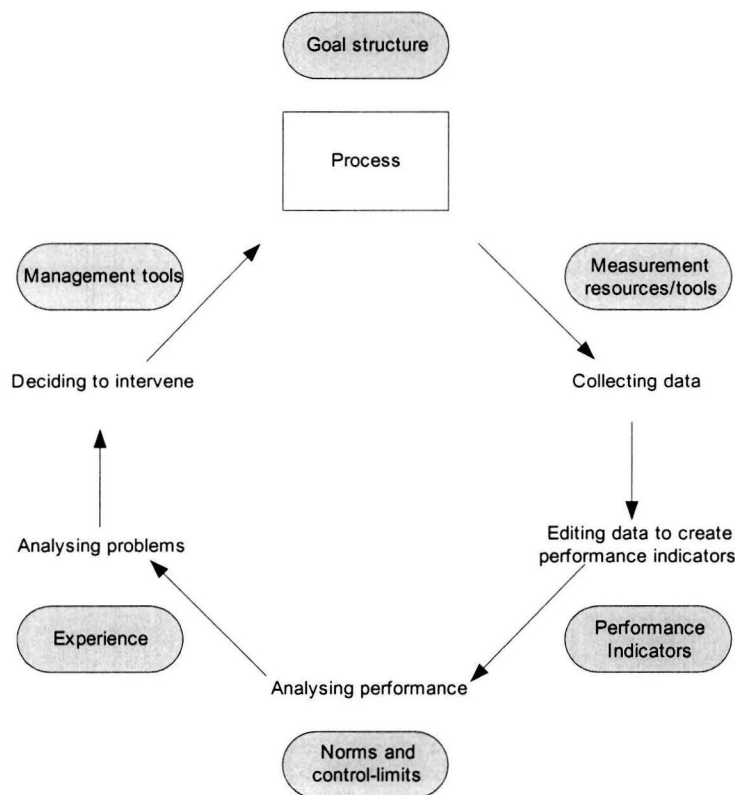 Goal structure
Process
Management tools
Measurement
resources/tools
Deciding to intervene
Collecting data
Analysing problems
Editing data to create
performance indicators
Experience
Performance
Indicators
Analysing performance
Norms and
control-limits